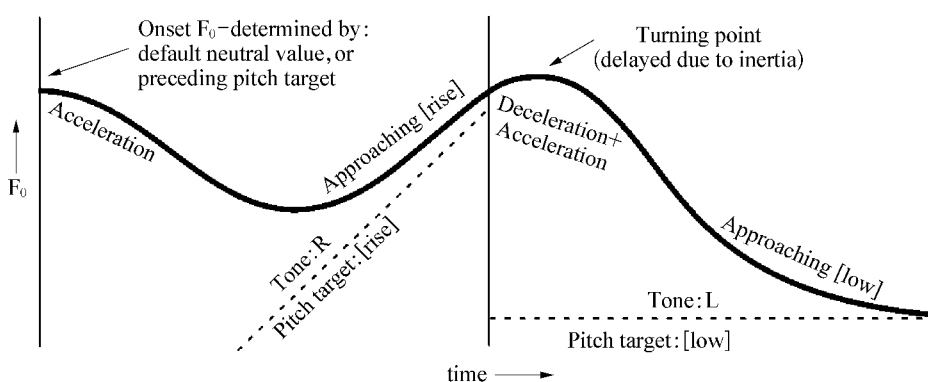 Onset F₀-determined by:
default neutral value, or
preceding pitch target
Turning point
(delayed due to inertia)
Acceleration
Approaching [rise]
Deceleration+
Acceleration
F₀
Tone: R
Pitch target: [rise]
Approaching [low]
Tone: L
Pitch target: [low]
time